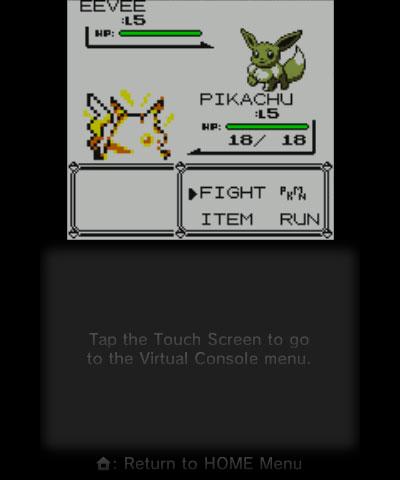 EEVEE
:L5
HP:
PIKACHU
:L5
HP:
18/ 18
▶FIGHT PKMN
ITEM RUN
Tap the Touch Screen to go
to the Virtual Console menu.
: Return to HOME Menu